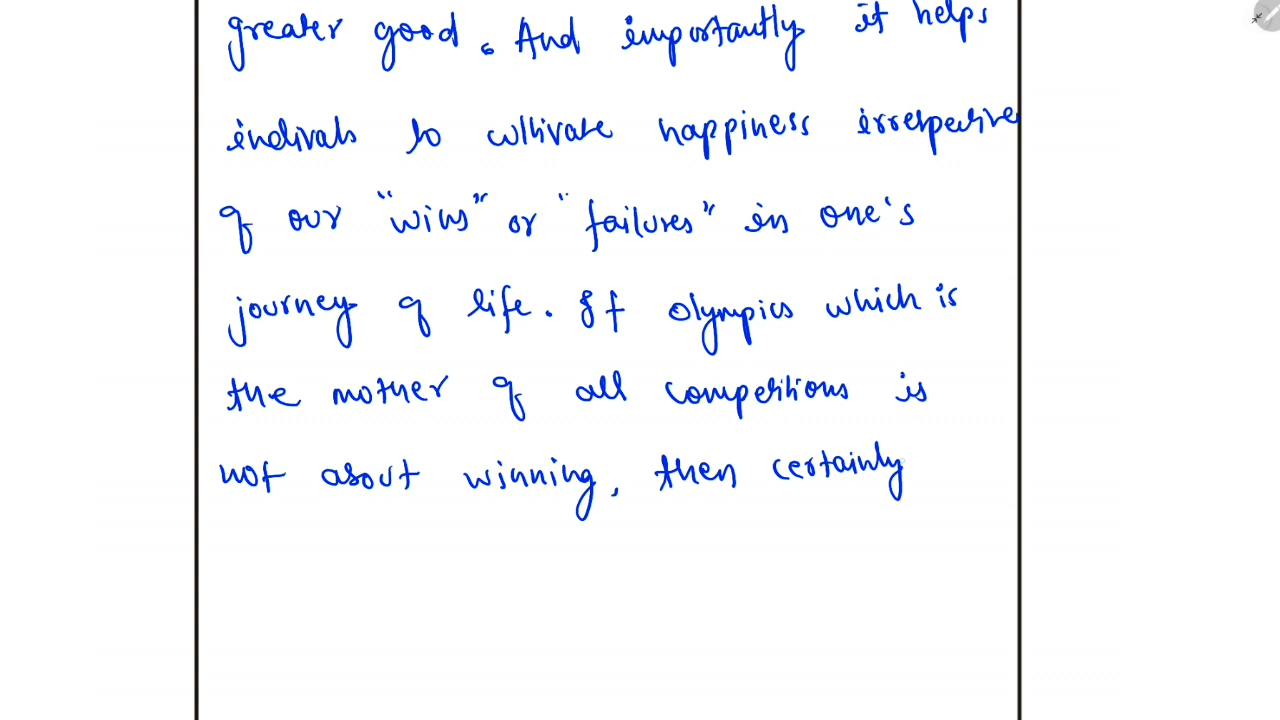 greater good. And importantly it helps
indivals to cultivate happiness irrespective
of our "wins" or "failures" in one's
journey of life. If olympics which is
the mother of all competitions is
not about winning, then certainly